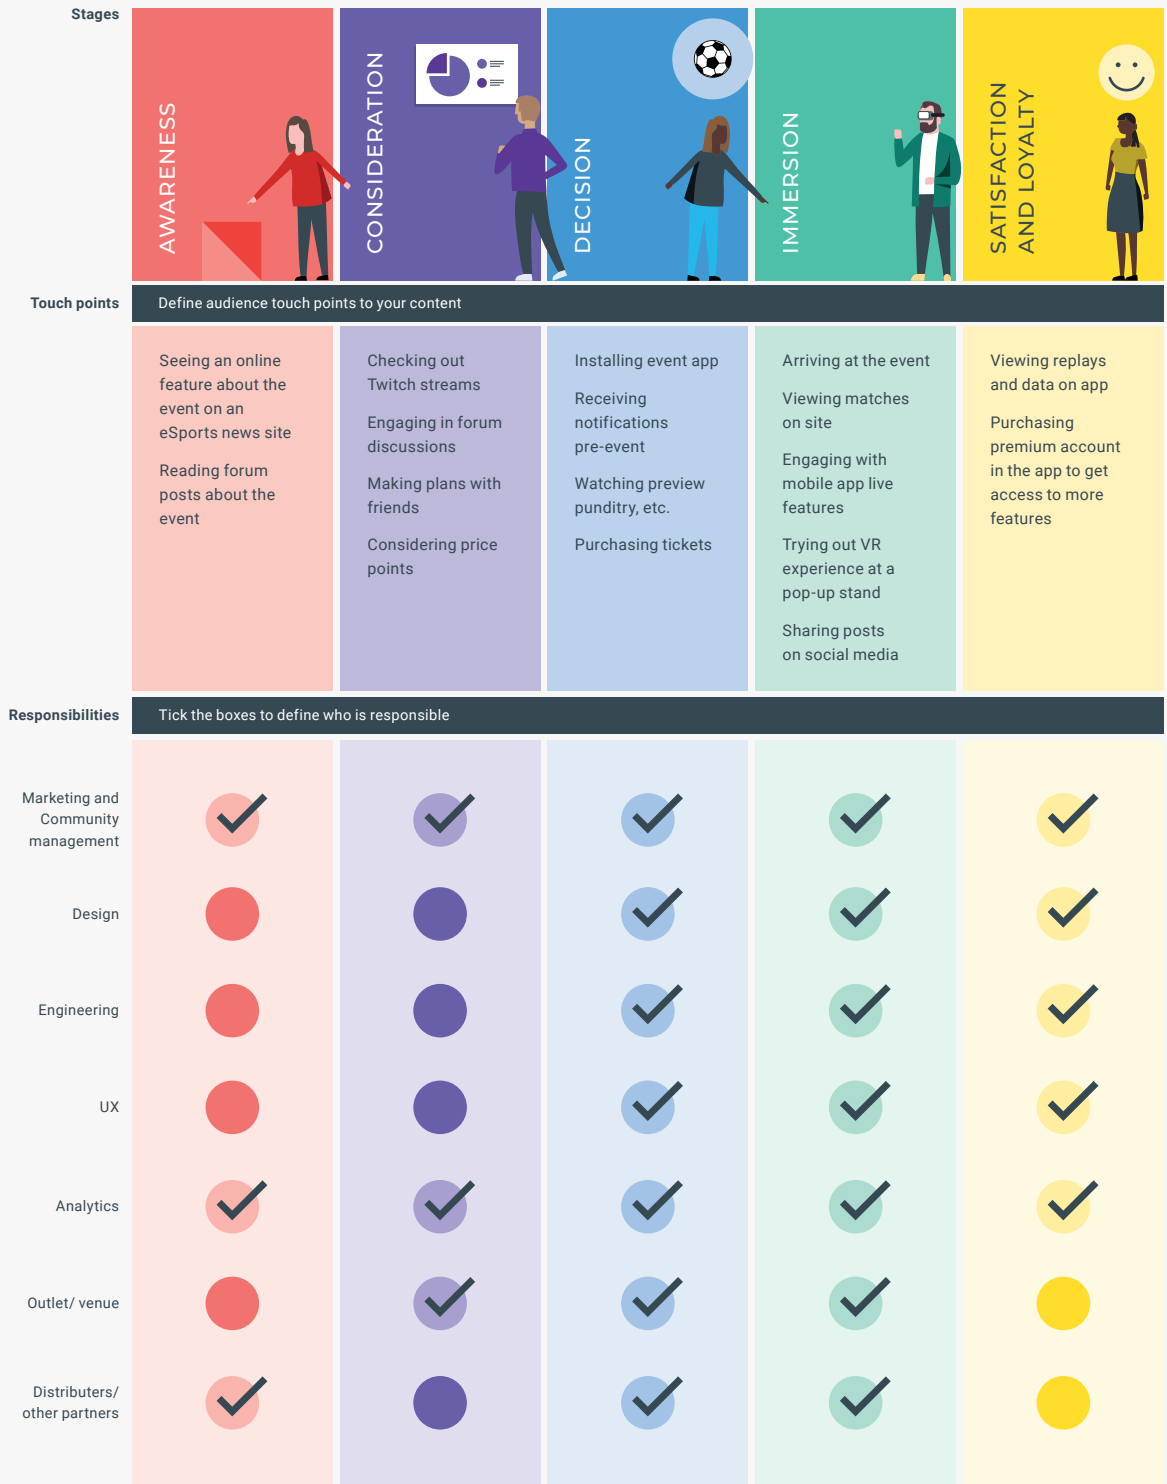 Stages
AWARENESS
CONSIDERATION
DECISION
IMMERSION
SATISFACTION
AND LOYALTY
Touch points
Define audience touch points to your content
Seeing an online
feature about the
event on an
eSports news site
Reading forum
posts about the
event
Checking out
Twitch streams
Engaging in forum
discussions
Making plans with
friends
Considering price
points
Installing event app
Receiving
notifications
pre-event
Watching preview
punditry, etc.
Purchasing tickets
Arriving at the event
Viewing matches
on site
Engaging with
mobile app live
features
Trying out VR
experience at a
pop-up stand
Sharing posts
on social media
Viewing replays
and data on app
Purchasing
premium account
in the app to get
access to more
features
Responsibilities
Tick the boxes to define who is responsible
Marketing and
Community
management
Design
Engineering
UX
Analytics
Outlet/ venue
Distributers/
other partners